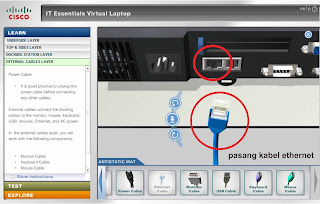 CISCO
IT Essentials Virtual Laptop
Help
LEARN
UNDERSIDE LAYER
TOP & SIDES LAYER
DOCKING STATION LAYER
EXTERNAL CABLES LAYER
Power Cable
It is good practice to unplug the
power cable before connecting
any other cables.
External cables connect the docking
station to the monitor, mouse, keyboard,
USB devices, Ethernet, and AC power.
In the external cables layer, you will
work with the following components:
Monitor Cable
Keyboard Cable
Mouse Cable
Show Instructions
TEST
EXPLORE
pasang kabel ethernet
ANTISTATIC MAT
Power Cable
Ethernet Cable
Monitor Cable
USB Cable
Keyboard Cable
Mouse Cable